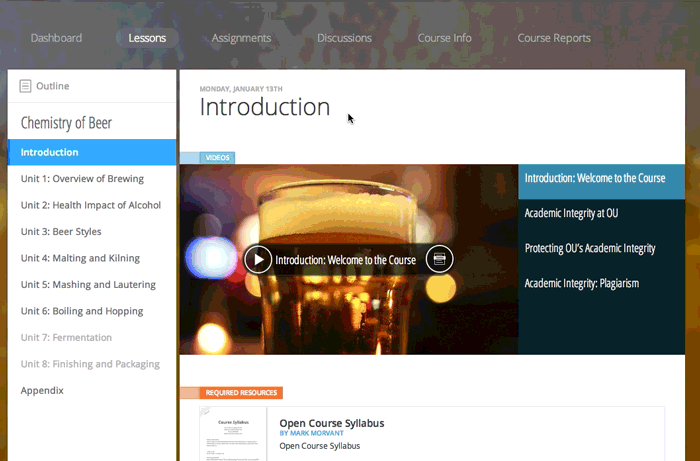 Dashboard Lessons Assignments Discussions Course Info Course Reports
Outline
Chemistry of Beer
Introduction
Unit 1: Overview of Brewing
Unit 2: Health Impact of Alcohol
Unit 3: Beer Styles
Unit 4: Malting and Kilning
Unit 5: Mashing and Lautering
Unit 6: Boiling and Hopping
Unit 7: Fermentation
Unit 8: Finishing and Packaging
Appendix
MONDAY, JANUARY 13TH
Introduction
VIDEOS
Introduction: Welcome to the Course
Introduction: Welcome to the Course
Academic Integrity at OU
Protecting OU's Academic Integrity
Academic Integrity: Plagiarism
REQUIRED RESOURCES
Course Syllabus
Open Course Syllabus
BY MARK MORVANT
Open Course Syllabus